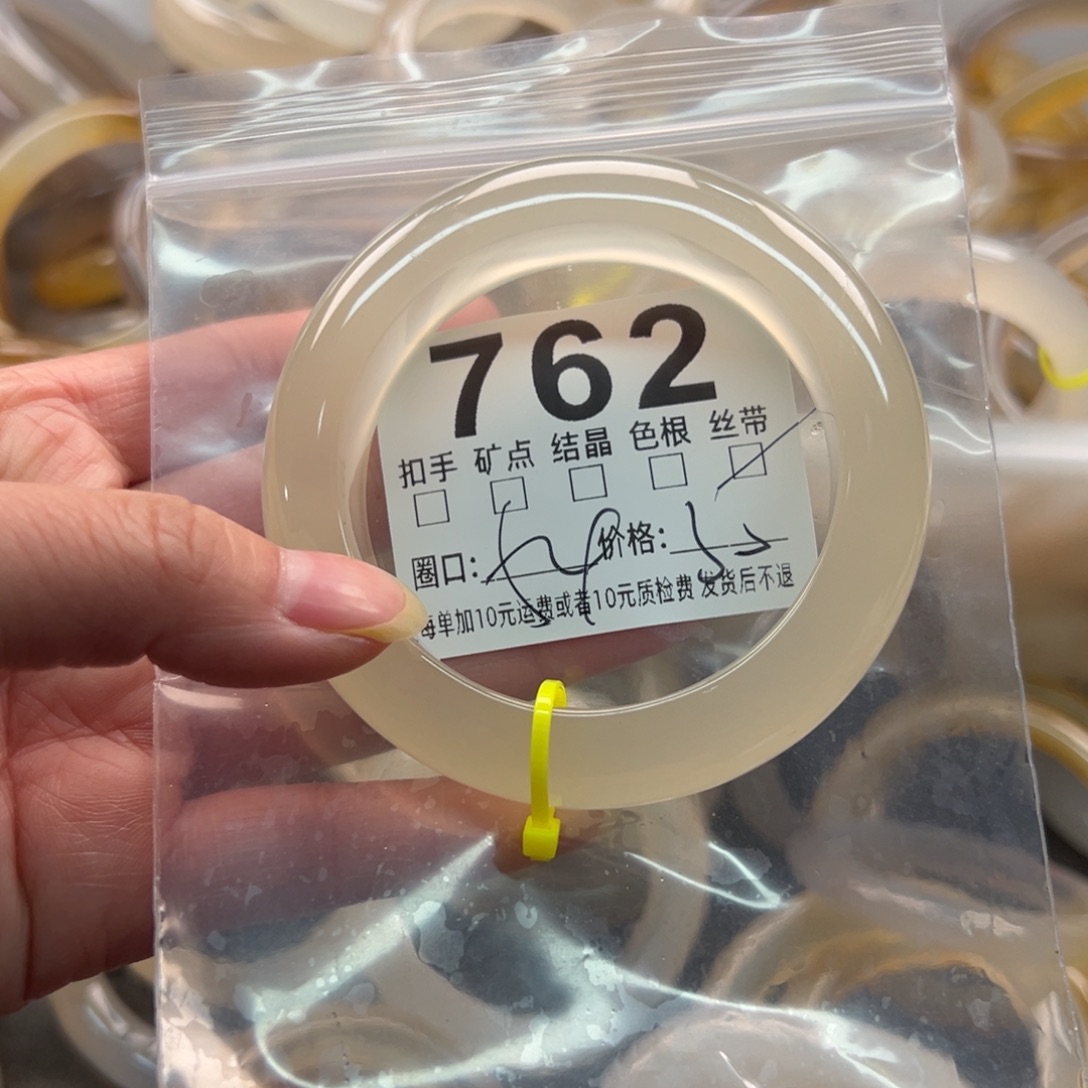 762
扣手 矿点 结晶 色根 丝带
圈口: 价格:
每单加10元运费或者10元质检费 发货后不退